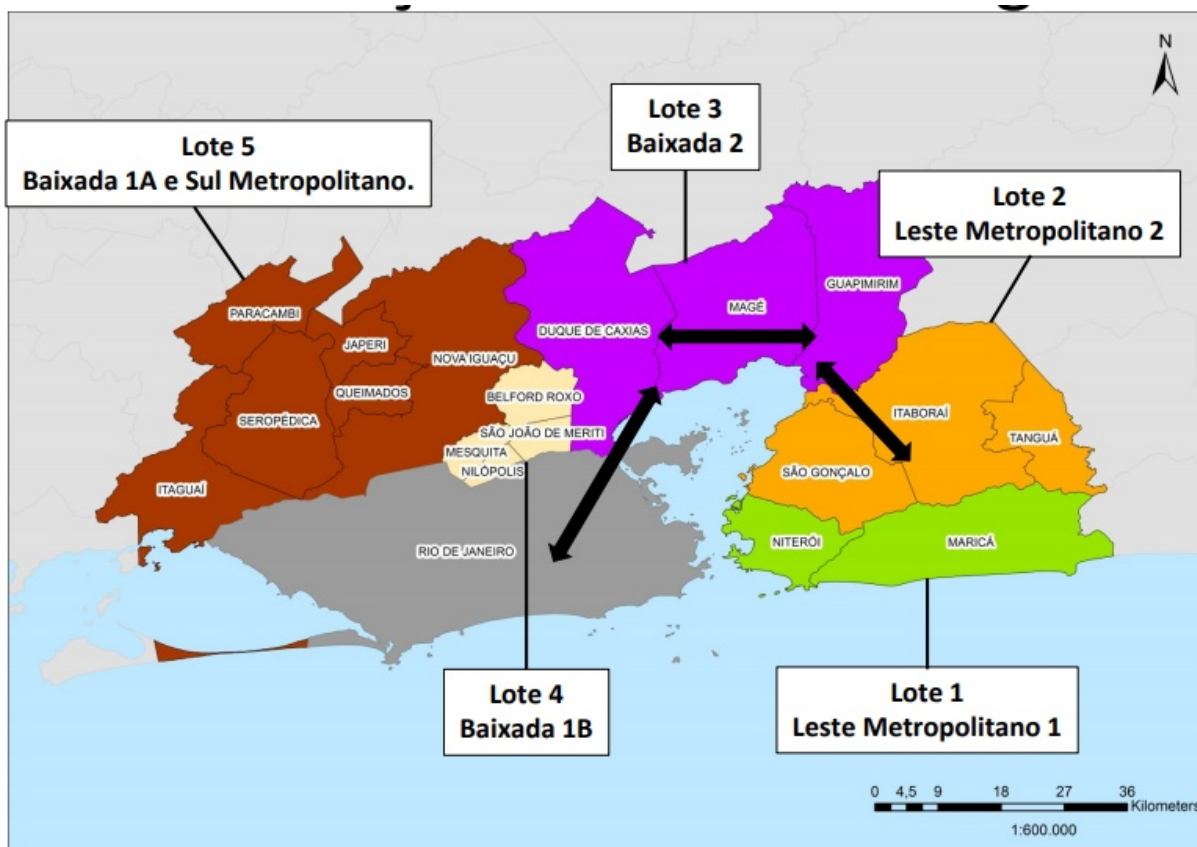 N
Lote 3
Baixada 2
Lote 5
Baixada 1A e Sul Metropolitano.
Lote 2
Leste Metropolitano 2
GUAPIMIRIM
PARACAMBI
MAGÉ
DUQUE DE CAXIAS
JAPERI
NOVA IGUAÇU
QUEIMADOS
BELFORD ROXO
ITABORAÍ
SEROPÉDICA
SÃO JOÃO DE MERITI
TANGUÁ
MESQUITA
NILÓPOLIS
SÃO GONÇALO
ITAGUAÍ
RIO DE JANEIRO
NITERÓI
MARICÁ
Lote 4
Baixada 1B
Lote 1
Leste Metropolitano 1
0 4,5 9 18 27 36
Kilometers
1:600.000